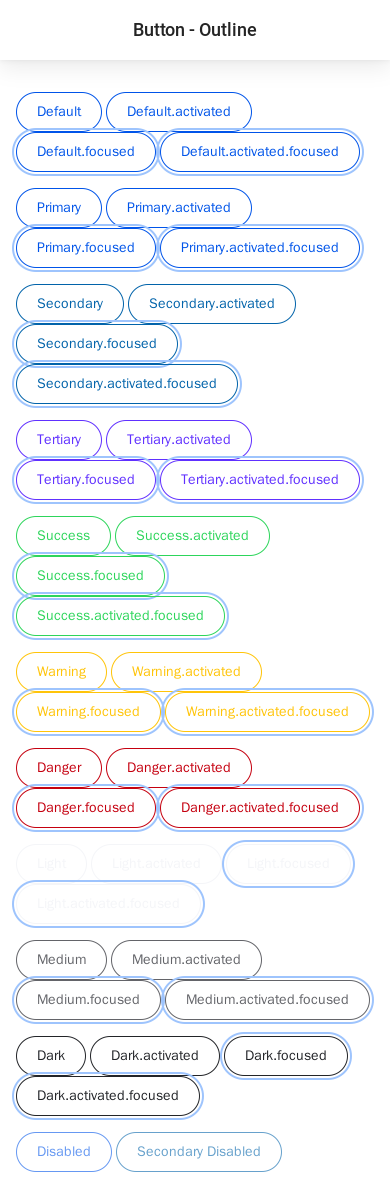 Button - Outline
Default Default.activated
Default.focused Default.activated.focused
Primary Primary.activated
Primary.focused Primary.activated.focused
Secondary Secondary.activated
Secondary.focused
Secondary.activated.focused
Tertiary Tertiary.activated
Tertiary.focused Tertiary.activated.focused
Success Success.activated
Success.focused
Success.activated.focused
Warning Warning.activated
Warning.focused Warning.activated.focused
Danger Danger.activated
Danger.focused Danger.activated.focused
Light Light.activated Light.focused
Light.activated.focused
Medium Medium.activated
Medium.focused Medium.activated.focused
Dark Dark.activated Dark.focused
Dark.activated.focused
Disabled Secondary Disabled